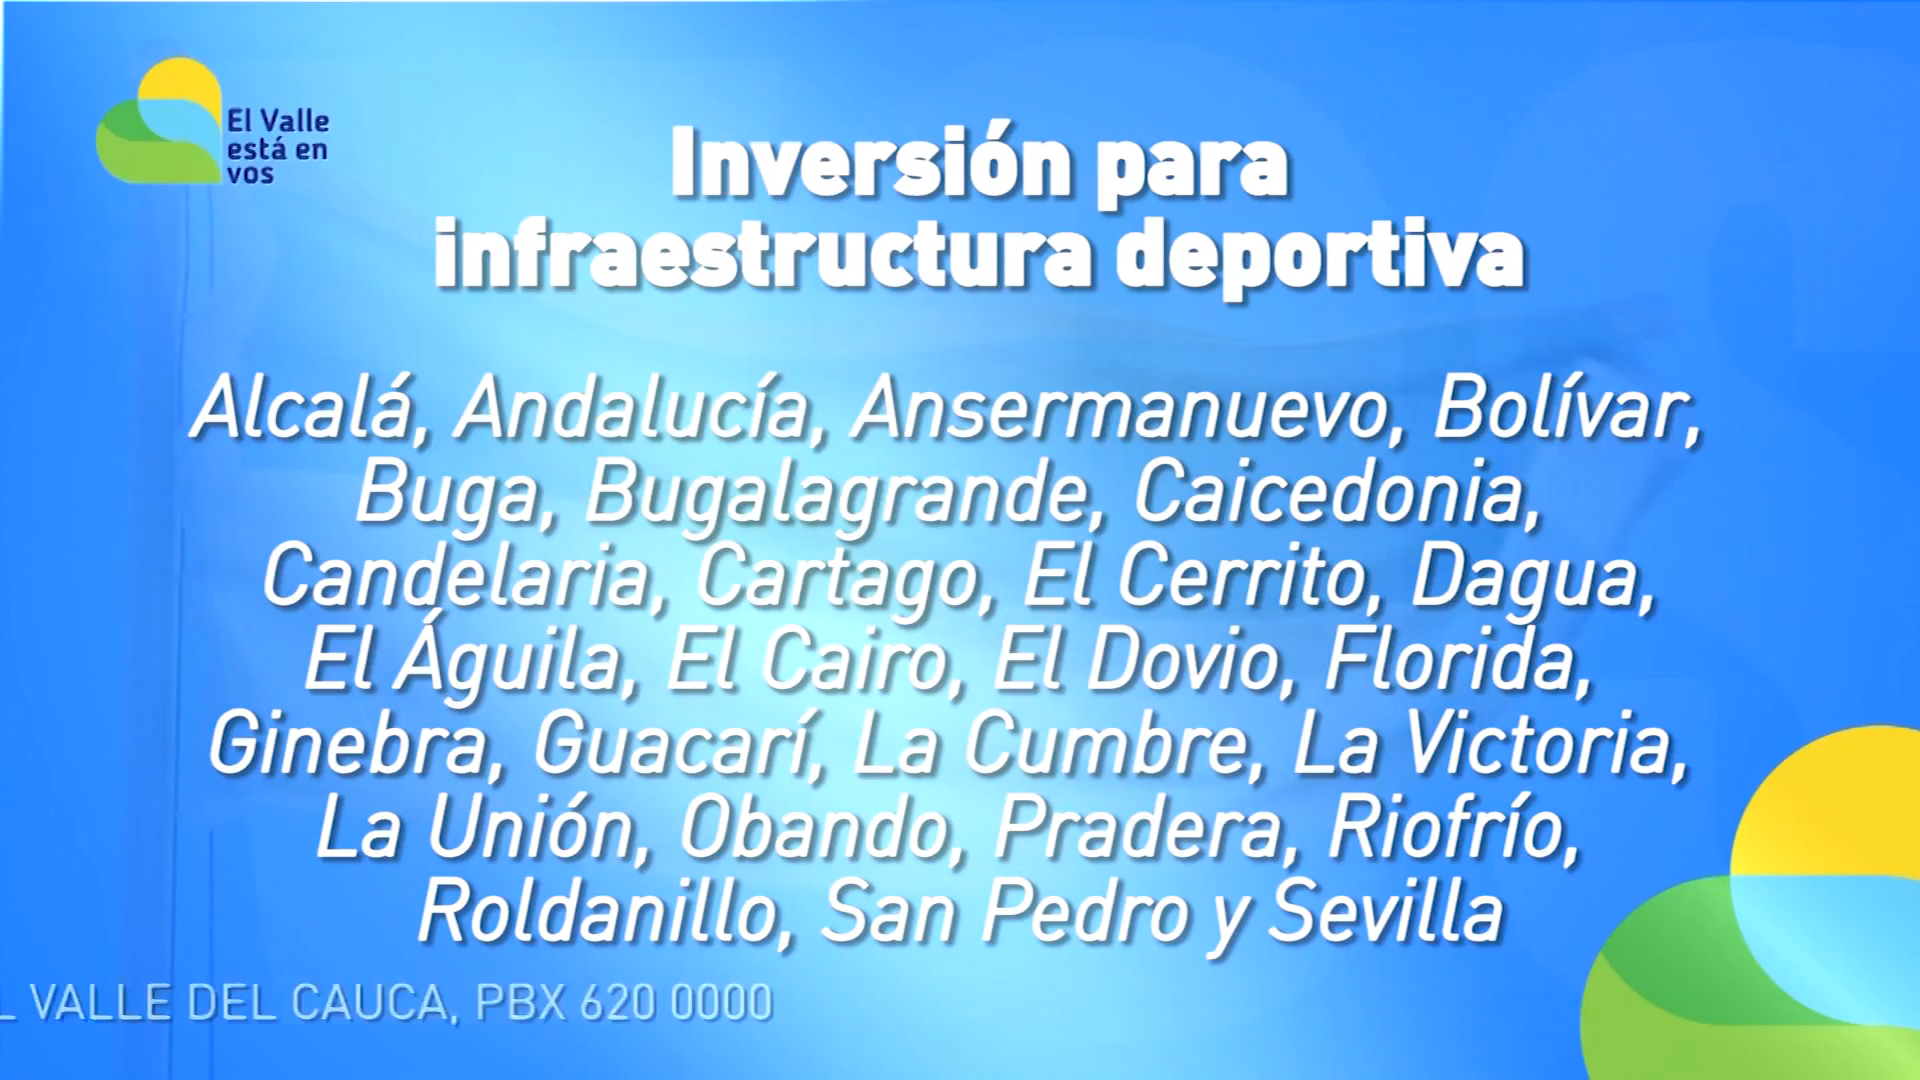 El Valle
está en
vos
Inversión para
infraestructura deportiva
Alcalá, Andalucía, Ansermanuevo, Bolívar,
Buga, Bugalagrande, Caicedonia,
Candelaria, Cartago, El Cerrito, Dagua,
El Águila, El Cairo, El Dovio, Florida,
Ginebra, Guacarí, La Cumbre, La Victoria,
La Unión, Obando, Pradera, Riofrío,
Roldanillo, San Pedro y Sevilla
VALLE DEL CAUCA, PBX 620 0000